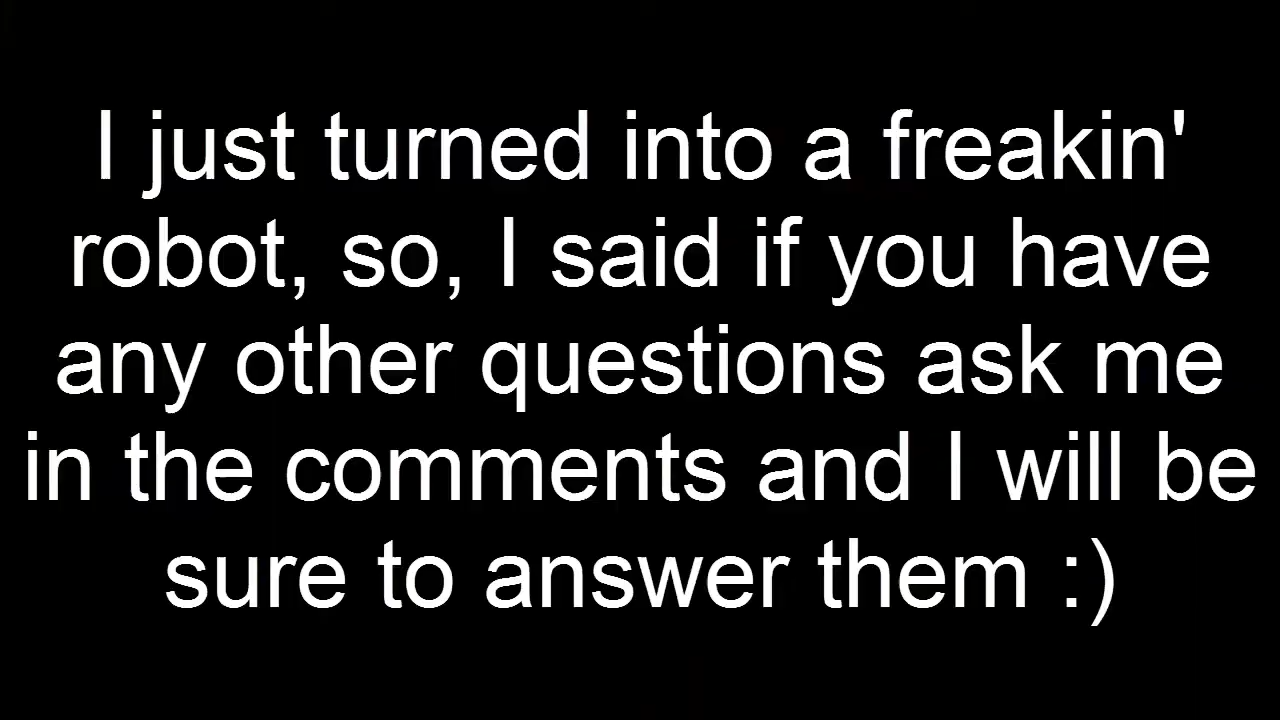 I just turned into a freakin'
robot, so, I said if you have
any other questions ask me
in the comments and I will be
sure to answer them :)